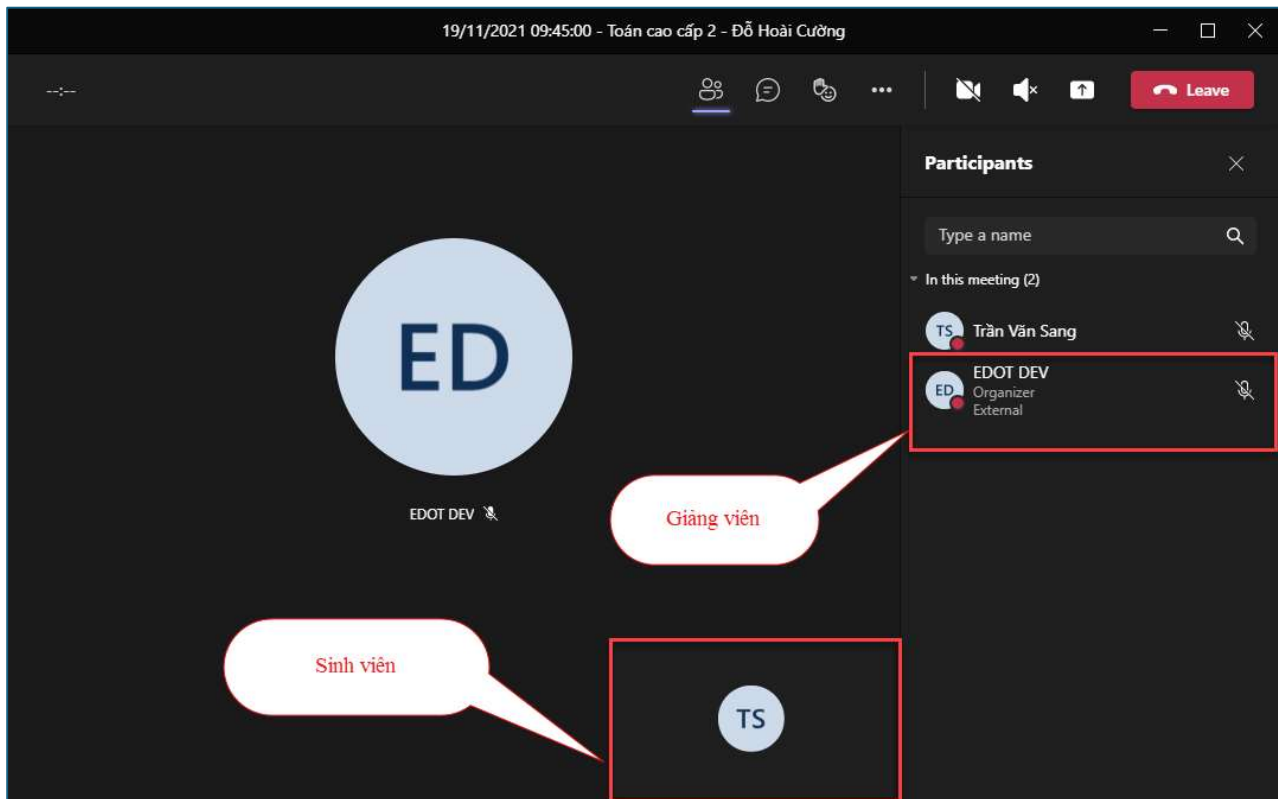 19/11/2021 09:45:00 - Toán cao cấp 2 - Đỗ Hoài Cường
--:--
Leave
Participants
Type a name
In this meeting (2)
TS Trần Văn Sang
ED
EDOT DEV
Organizer
External
ED
EDOT DEV
Giảng viên
Sinh viên
TS